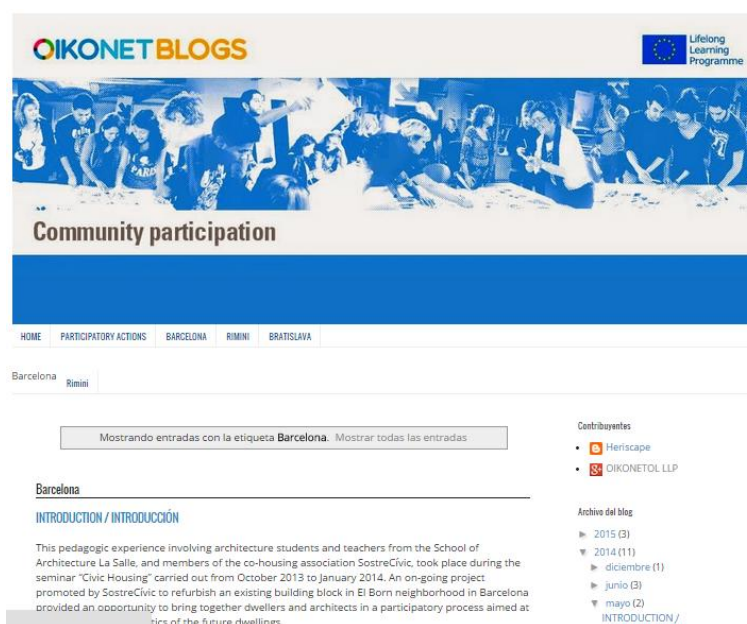 OIKONET BLOGS
Lifelong
Learning
Programme
Community participation
HOME PARTICIPATORY ACTIONS BARCELONA RIMINI BRATISLAVA
Barcelona Rimini
Mostrando entradas con la etiqueta Barcelona. Mostrar todas las entradas
Barcelona
INTRODUCTION / INTRODUCCIÓN
This pedagogic experience involving architecture students and teachers from the School of
Architecture La Salle, and members of the co-housing association SostreCívic, took place during the
seminar "Civic Housing" carried out from October 2013 to January 2014. An on-going project
promoted by SostreCívic to refurbish an existing building block in El Born neighborhood in Barcelona
provided an opportunity to bring together dwellers and architects in a participatory process aimed at
of the future dwellings.
Contribuyentes
Heriscape
OIKONETOL LLP
Archivo del blog
► 2015 (3)
▼ 2014 (11)
► diciembre (1)
► junio (3)
▼ mayo (2)
INTRODUCTION /